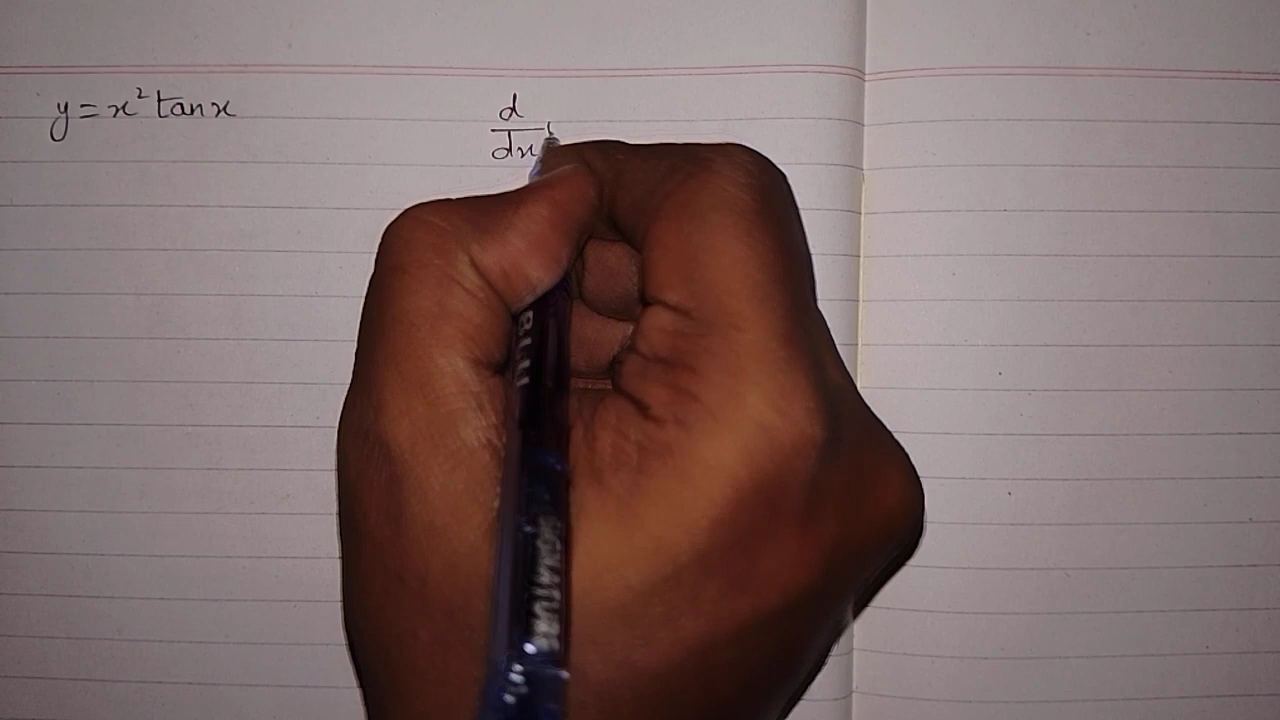 y = x² tan x
d
dx